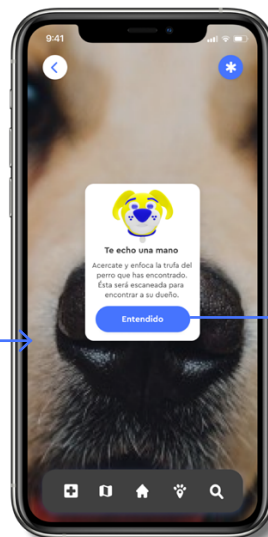 9:41
Te echo una mano
Acercate y enfoca la trufa del
perro que has encontrado.
Ésta será escaneada para
encontrar a su dueño.
Entendido